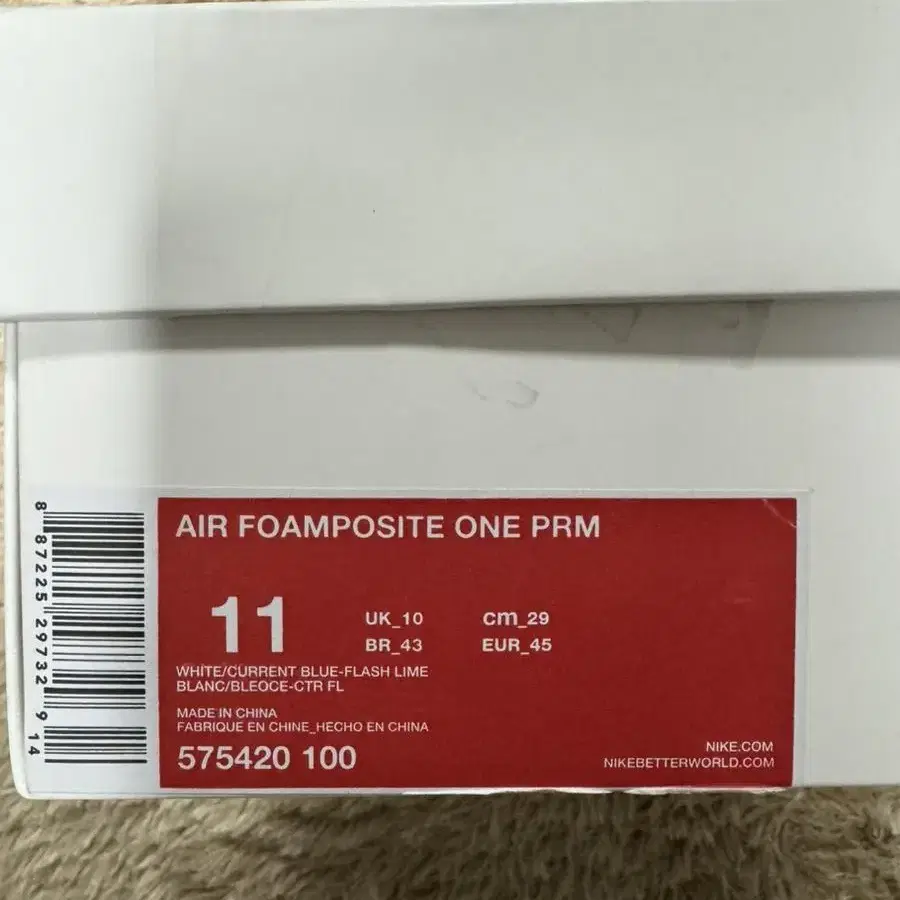 AIR FOAMPOSITE ONE PRM
11
UK_10 cm_29
BR_43 EUR_45
WHITE/CURRENT BLUE-FLASH LIME
BLANC/BLEOCE-CTR FL
MADE IN CHINA
FABRIQUE EN CHINE_HECHO EN CHINA
575420 100
NIKE.COM
NIKEBETTERWORLD.COM
8 87225 29732 9 14